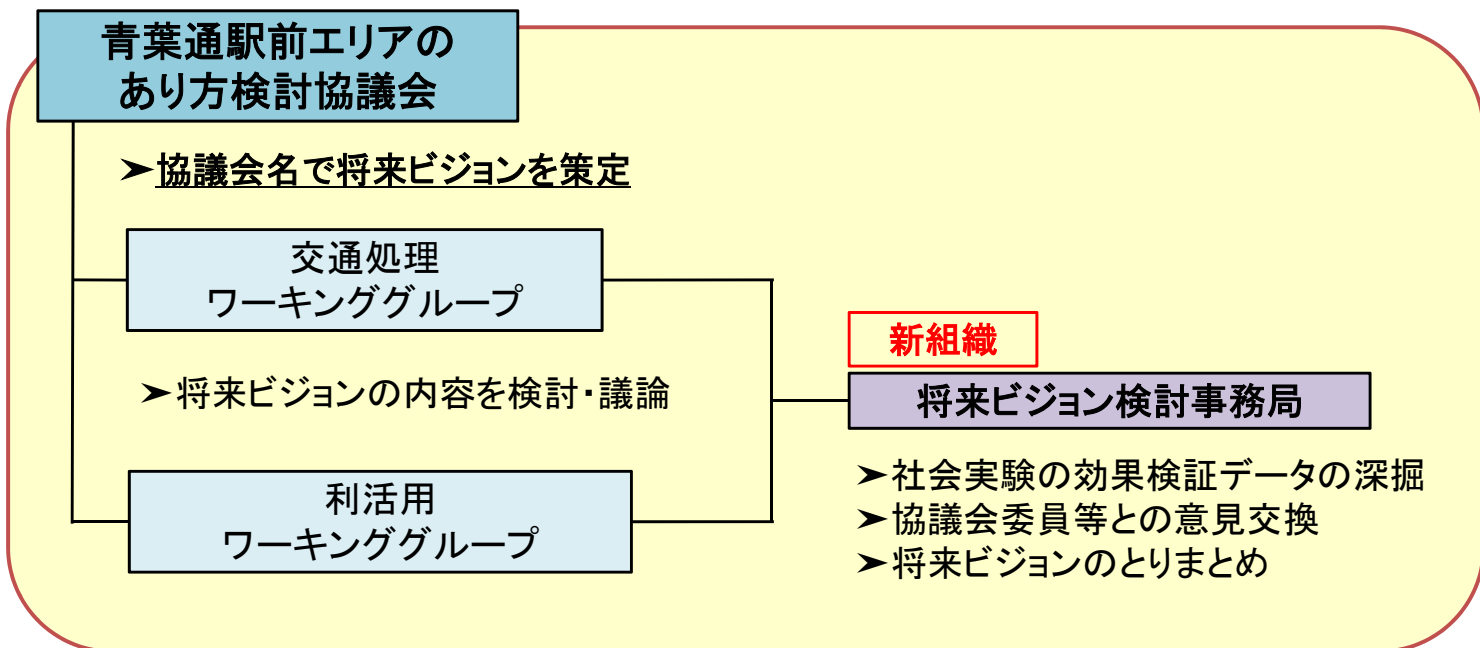 青葉通駅前エリアの
あり方検討協議会
➤協議会名で将来ビジョンを策定
交通処理
ワーキンググループ
➤将来ビジョンの内容を検討・議論
利活用
ワーキンググループ
新組織
将来ビジョン検討事務局
➤社会実験の効果検証データの深掘
➤協議会委員等との意見交換
➤将来ビジョンのとりまとめ